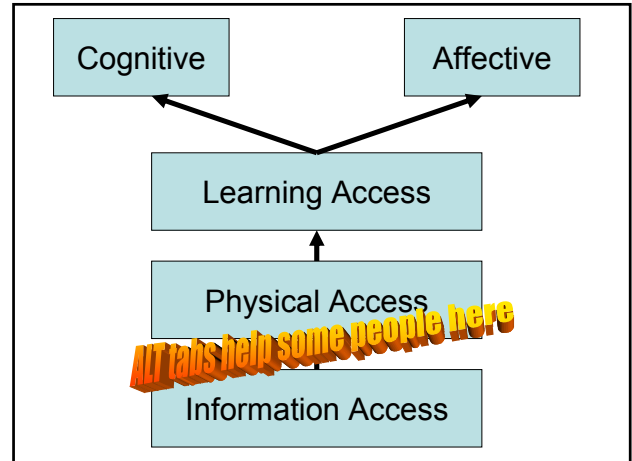 Cognitive
Affective
Learning Access
Physical Access
ALT tabs help some people here
Information Access